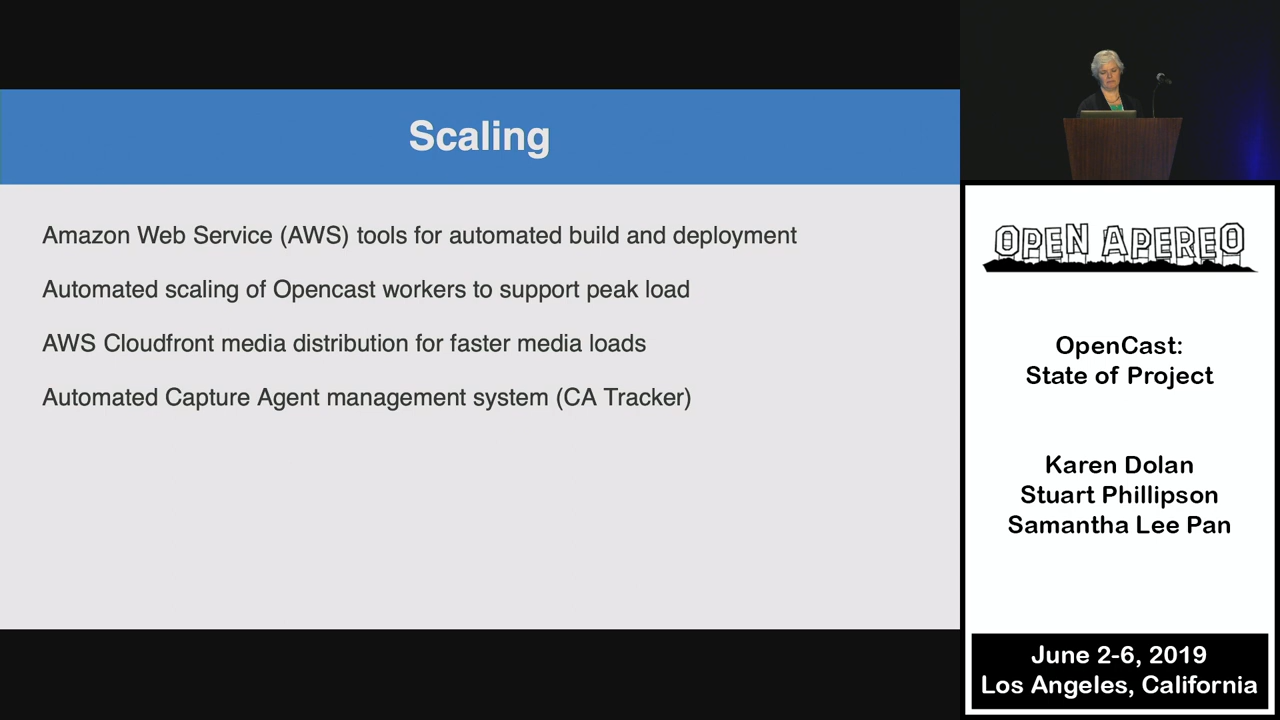 Scaling
Amazon Web Service (AWS) tools for automated build and deployment
Automated scaling of Opencast workers to support peak load
AWS Cloudfront media distribution for faster media loads
Automated Capture Agent management system (CA Tracker)
OPEN APEREO
OpenCast:
State of Project
Karen Dolan
Stuart Phillipson
Samantha Lee Pan
June 2-6, 2019
Los Angeles, California